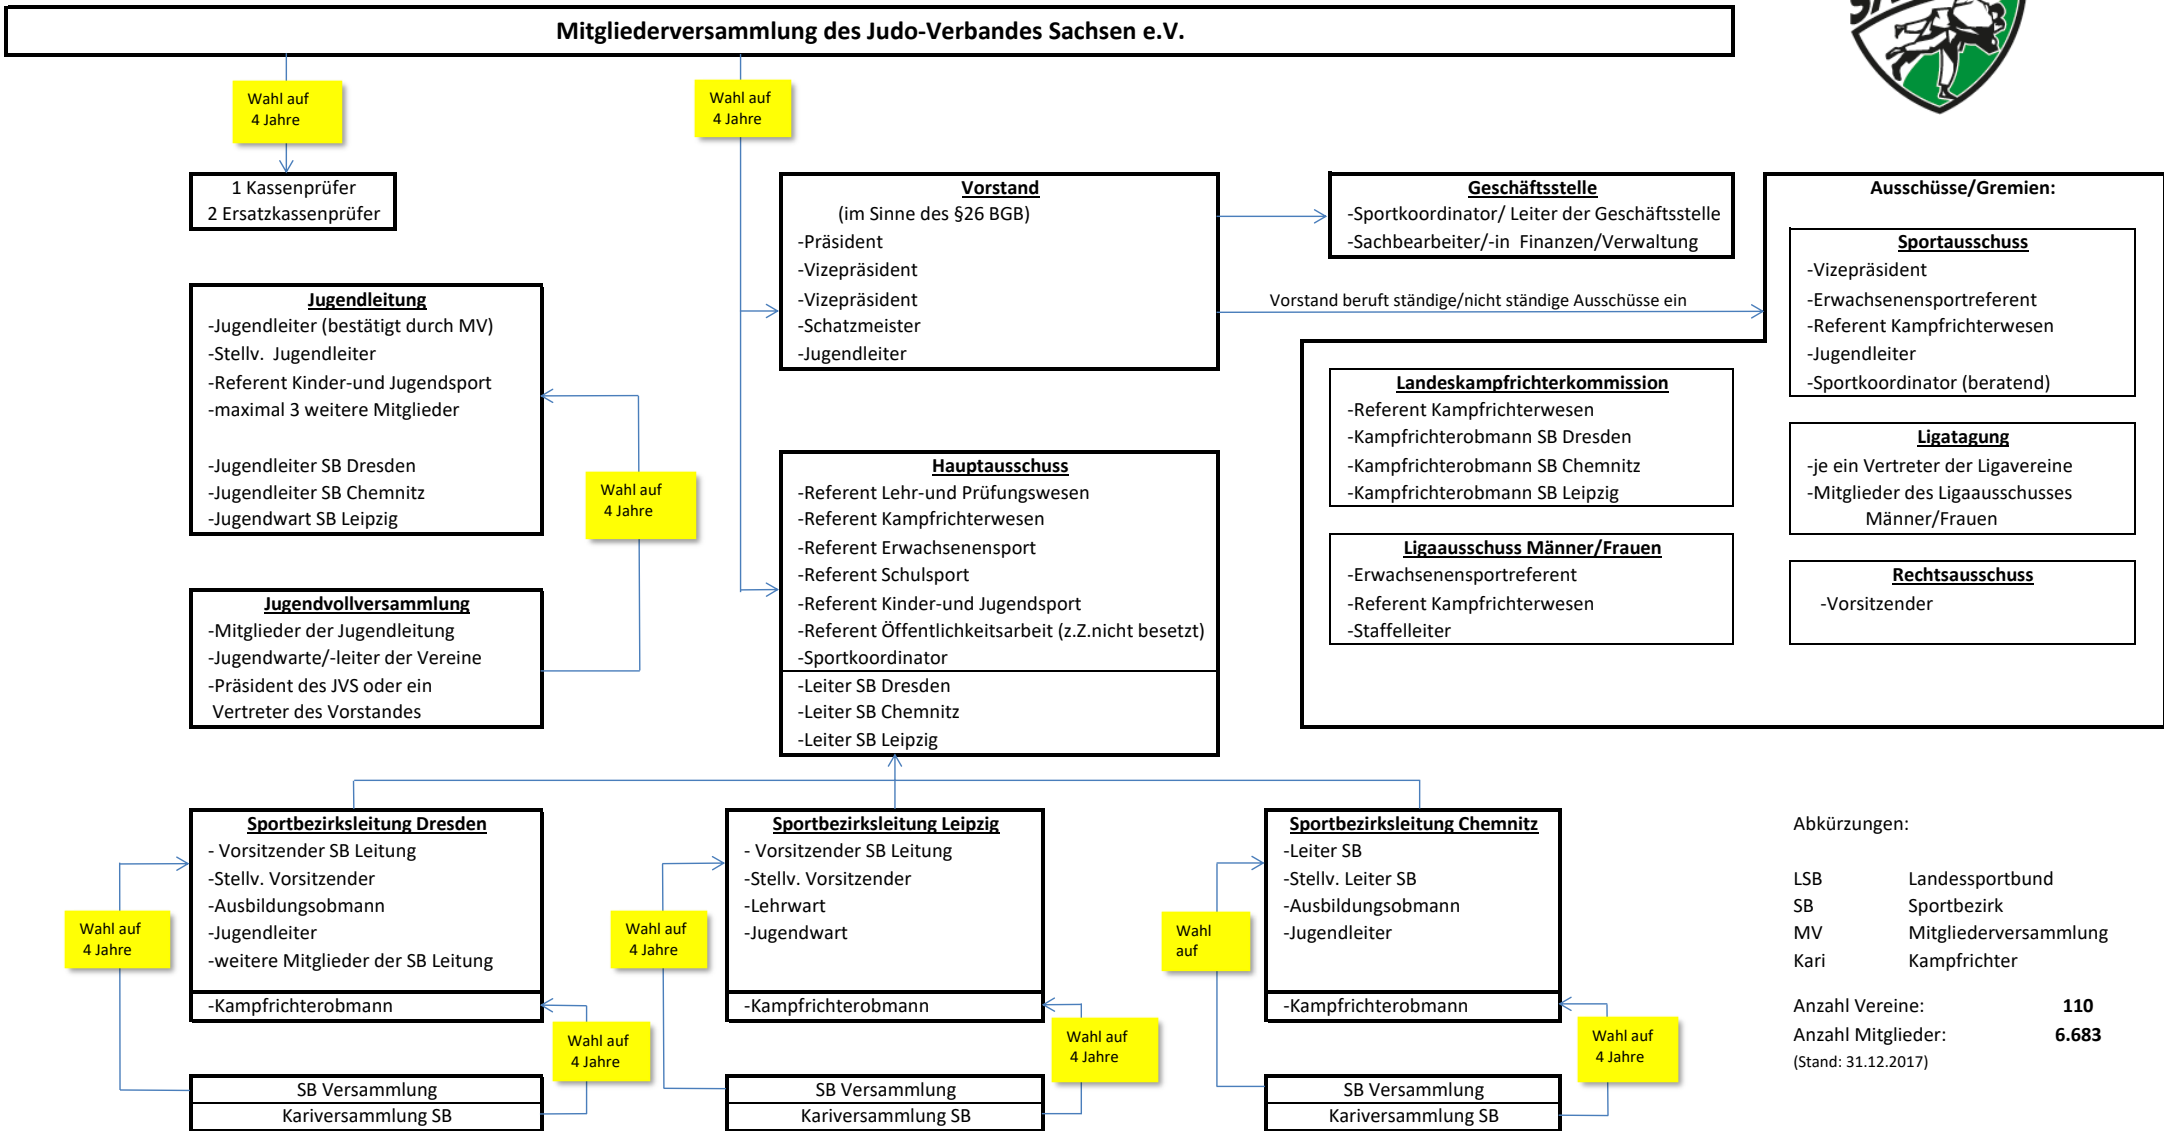 Mitgliederversammlung des Judo-Verbandes Sachsen e.V.
Wahl auf
4 Jahre
Wahl auf
4 Jahre
1 Kassenprüfer
2 Ersatzkassenprüfer
Jugendleitung
-Jugendleiter (bestätigt durch MV)
-Stellv. Jugendleiter
-Referent Kinder-und Jugendsport
-maximal 3 weitere Mitglieder
-Jugendleiter SB Dresden
-Jugendleiter SB Chemnitz
-Jugendwart SB Leipzig
Wahl auf
4 Jahre
Jugendvollversammlung
-Mitglieder der Jugendleitung
-Jugendwarte/-leiter der Vereine
-Präsident des JVS oder ein
Vertreter des Vorstandes
Vorstand
(im Sinne des §26 BGB)
-Präsident
-Vizepräsident
-Vizepräsident
-Schatzmeister
-Jugendleiter
Hauptausschuss
-Referent Lehr-und Prüfungswesen
-Referent Kampfrichterwesen
-Referent Erwachsenensport
-Referent Schulsport
-Referent Kinder-und Jugendsport
-Referent Öffentlichkeitsarbeit (z.Z.nicht besetzt)
-Sportkoordinator
-Leiter SB Dresden
-Leiter SB Chemnitz
-Leiter SB Leipzig
Geschäftsstelle
-Sportkoordinator/ Leiter der Geschäftsstelle
-Sachbearbeiter/-in Finanzen/Verwaltung
Vorstand beruft ständige/nicht ständige Ausschüsse ein
Ausschüsse/Gremien:
Sportausschuss
-Vizepräsident
-Erwachsenensportreferent
-Referent Kampfrichterwesen
-Jugendleiter
-Sportkoordinator (beratend)
Landeskampfrichterkommission
-Referent Kampfrichterwesen
-Kampfrichterobmann SB Dresden
-Kampfrichterobmann SB Chemnitz
-Kampfrichterobmann SB Leipzig
Ligatagung
-je ein Vertreter der Ligavereine
-Mitglieder des Ligaausschusses
Männer/Frauen
Ligaausschuss Männer/Frauen
-Erwachsenensportreferent
-Referent Kampfrichterwesen
-Staffelleiter
Rechtsausschuss
-Vorsitzender
Sportbezirksleitung Dresden
- Vorsitzender SB Leitung
-Stellv. Vorsitzender
-Ausbildungsobmann
-Jugendleiter
-weitere Mitglieder der SB Leitung
-Kampfrichterobmann
Wahl auf
4 Jahre
Wahl auf
4 Jahre
SB Versammlung
Kariversammlung SB
Sportbezirksleitung Leipzig
- Vorsitzender SB Leitung
-Stellv. Vorsitzender
-Lehrwart
-Jugendwart
-Kampfrichterobmann
Wahl auf
4 Jahre
Wahl auf
4 Jahre
SB Versammlung
Kariversammlung SB
Sportbezirksleitung Chemnitz
-Leiter SB
-Stellv. Leiter SB
-Ausbildungsobmann
-Jugendleiter
-Kampfrichterobmann
Wahl
auf
Wahl auf
4 Jahre
SB Versammlung
Kariversammlung SB
Abkürzungen:
LSB Landessportbund
SB Sportbezirk
MV Mitgliederversammlung
Kari Kampfrichter
Anzahl Vereine: 110
Anzahl Mitglieder: 6.683
(Stand: 31.12.2017)